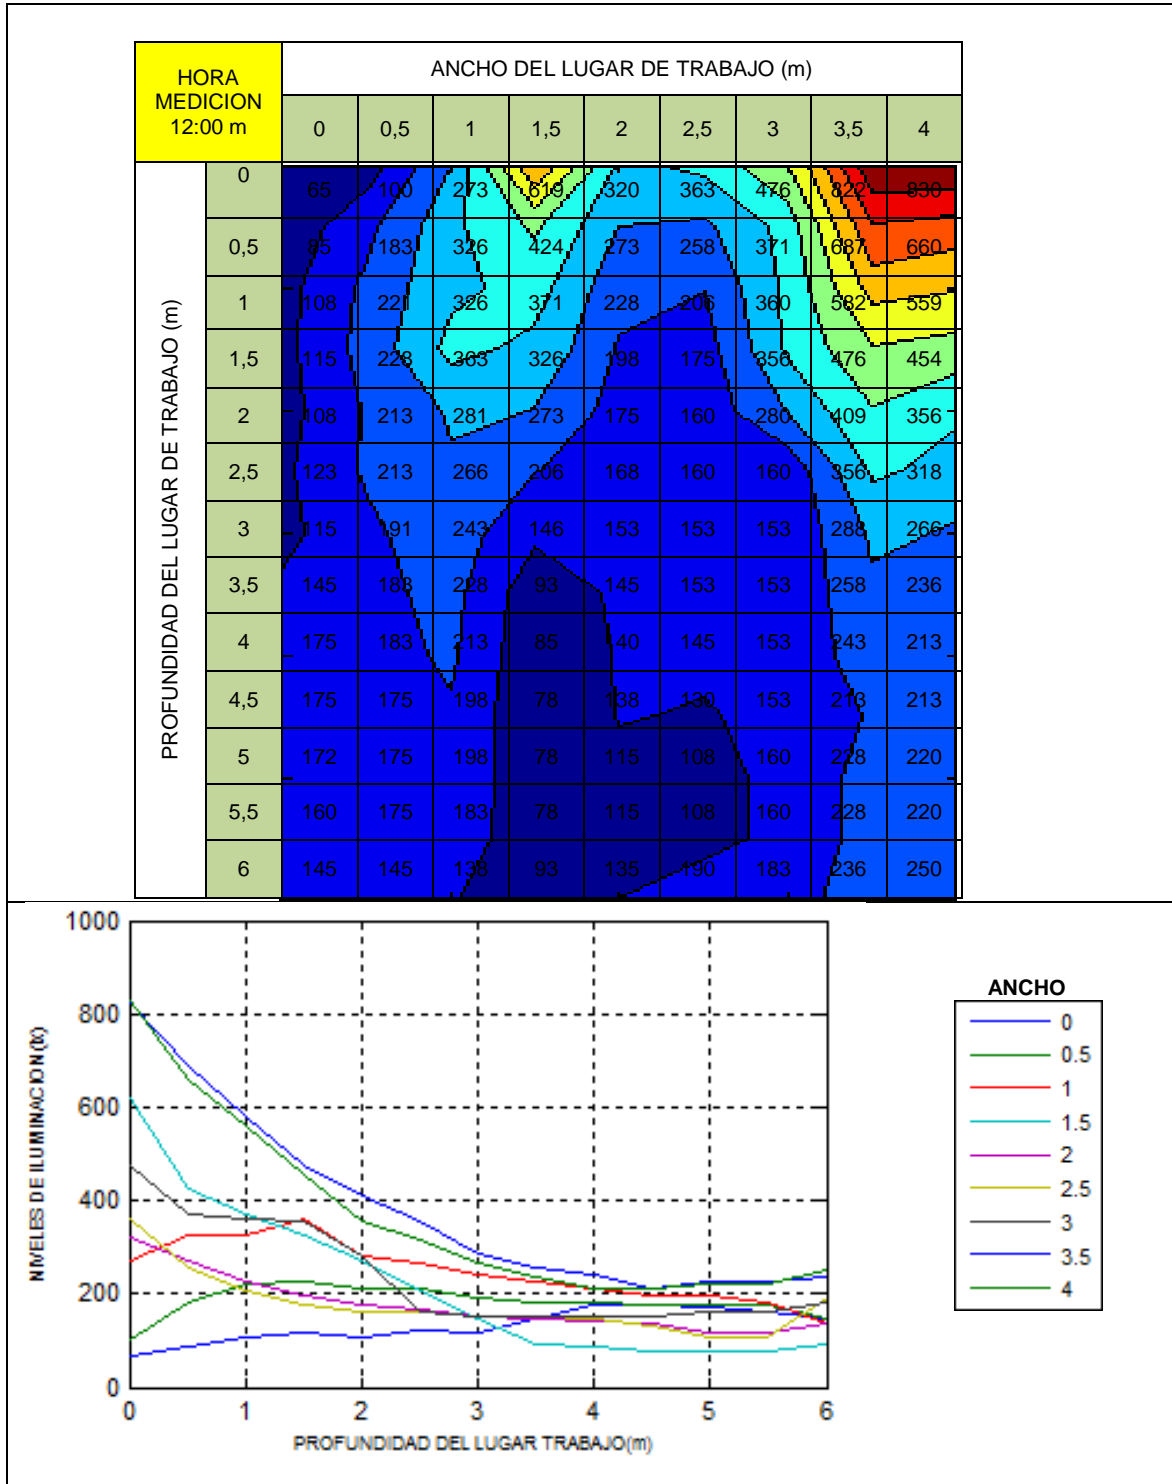 HORA
MEDICION
12:00 m
ANCHO DEL LUGAR DE TRABAJO (m)
0 0,5 1 1,5 2 2,5 3 3,5 4
PROFUNDIDAD DEL LUGAR DE TRABAJO (m)
0 65 100 273 619 320 363 476 822 830
0,5 85 183 326 424 273 258 371 687 660
1 108 221 326 371 228 206 360 582 559
1,5 115 228 363 326 198 175 356 476 454
2 108 213 281 273 175 160 280 409 356
2,5 123 213 266 206 168 160 160 356 318
3 115 91 243 146 153 153 153 288 266
3,5 145 183 228 93 145 153 153 258 236
4 175 183 213 85 40 145 153 243 213
4,5 175 175 198 78 138 130 153 213 213
5 172 175 198 78 115 108 160 228 220
5,5 160 175 183 78 115 108 160 228 220
6 145 145 138 93 135 190 183 236 250
1000
800
600
400
200
0
NIVELES DE ILUMINACION(lx)
0 1 2 3 4 5 6
PROFUNDIDAD DEL LUGAR TRABAJO(m)
ANCHO
0
0.5
1
1.5
2
2.5
3
3.5
4